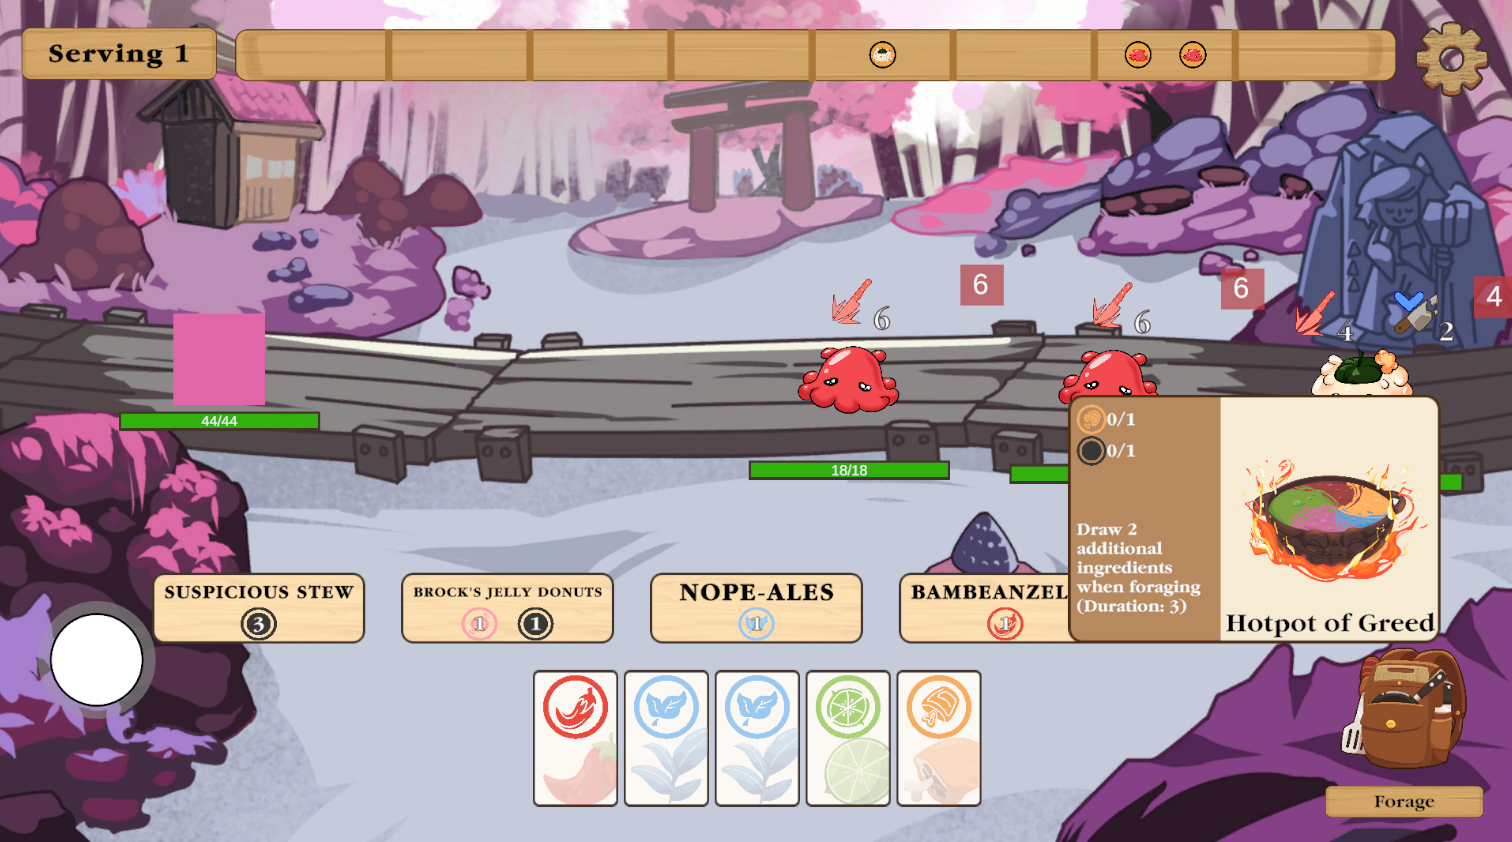 Serving 1
6
6
4
6
6
4
2
44/44
18/18
0/1
0/1
Draw 2
additional
ingredients
when foraging
(Duration: 3)
Hotpot of Greed
SUSPICIOUS STEW
3
BROCK'S JELLY DONUTS
1
1
NOPE-ALES
1
BAMBEANZEL
1
Forage